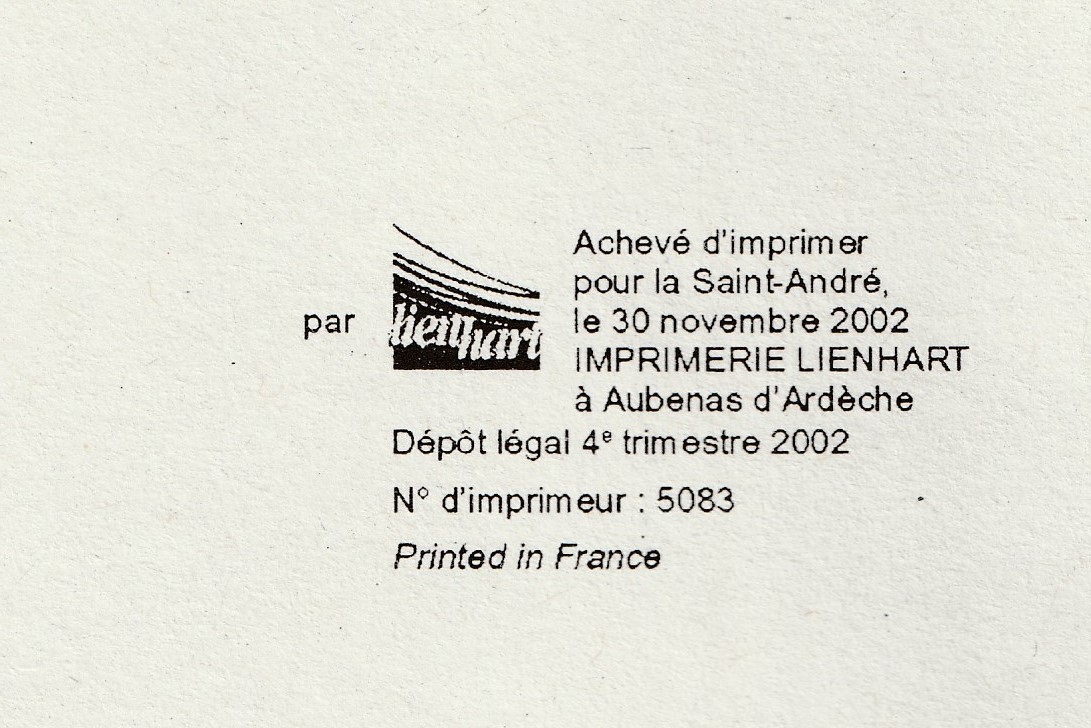 Achevé d'imprimer
pour la Saint-André,
par lienhart le 30 novembre 2002
IMPRIMERIE LIENHART
à Aubenas d'Ardèche
Dépôt légal 4e trimestre 2002
N° d'imprimeur : 5083
Printed in France